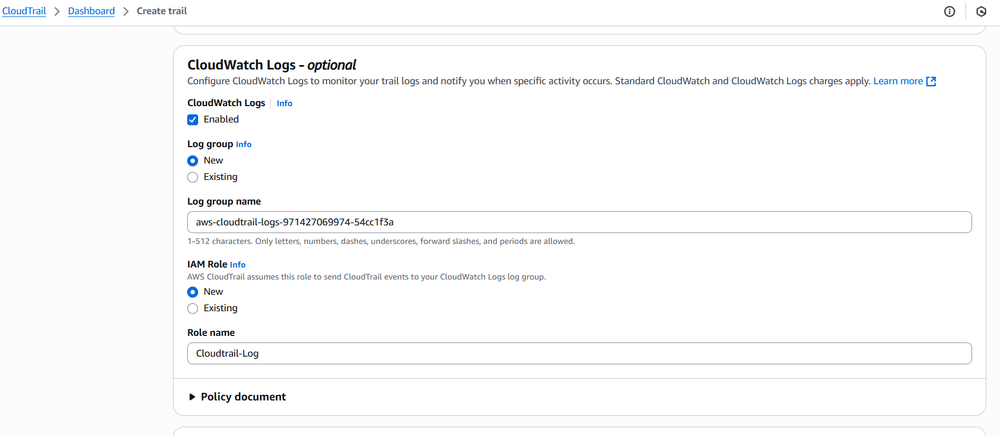 CloudTrail > Dashboard > Create trail
CloudWatch Logs - optional
Configure CloudWatch Logs to monitor your trail logs and notify you when specific activity occurs. Standard CloudWatch and CloudWatch Logs charges apply. Learn more
CloudWatch Logs | Info
Enabled
Log group Info
New
Existing
Log group name
aws-cloudtrail-logs-971427069974-54cc1f3a
1-512 characters. Only letters, numbers, dashes, underscores, forward slashes, and periods are allowed.
IAM Role Info
AWS CloudTrail assumes this role to send CloudTrail events to your CloudWatch Logs log group.
New
Existing
Role name
Cloudtrail-Log
Policy document